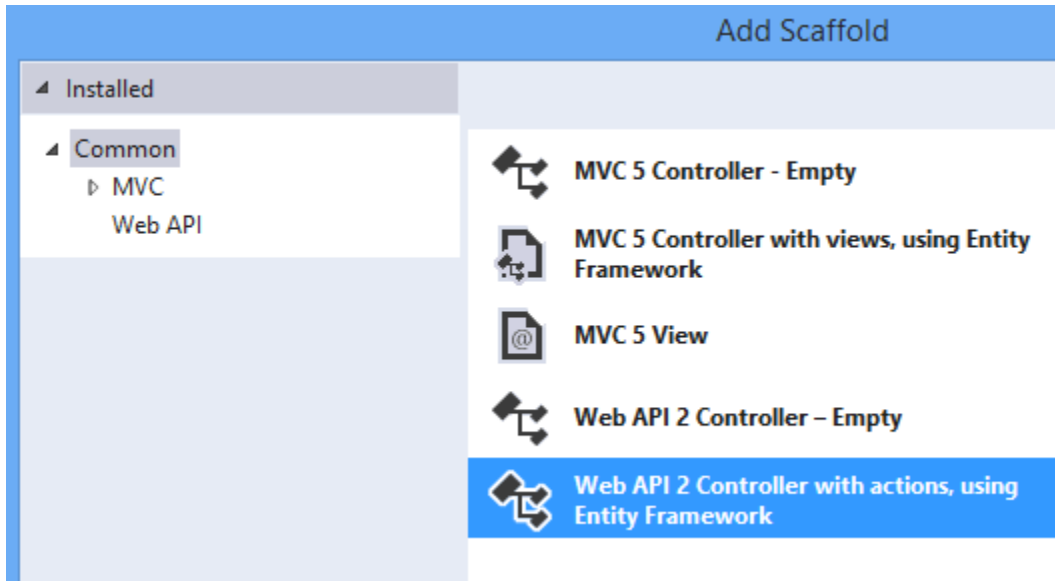 Add Scaffold
Installed
Common
MVC
Web API
MVC 5 Controller - Empty
MVC 5 Controller with views, using Entity
Framework
@
MVC 5 View
Web API 2 Controller – Empty
Web API 2 Controller with actions, using
Entity Framework